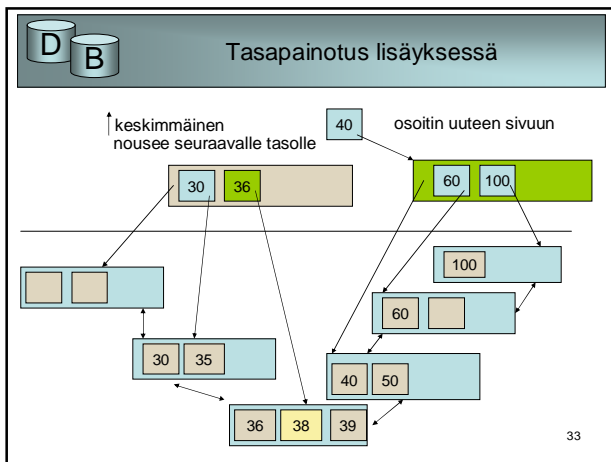 D
B
Tasapainotus lisäyksessä
keskimmäinen
nousee seuraavalle tasolle
40
osoitin uuteen sivuun
30 36
60 100
100
60
30 35
40 50
36 38 39
33